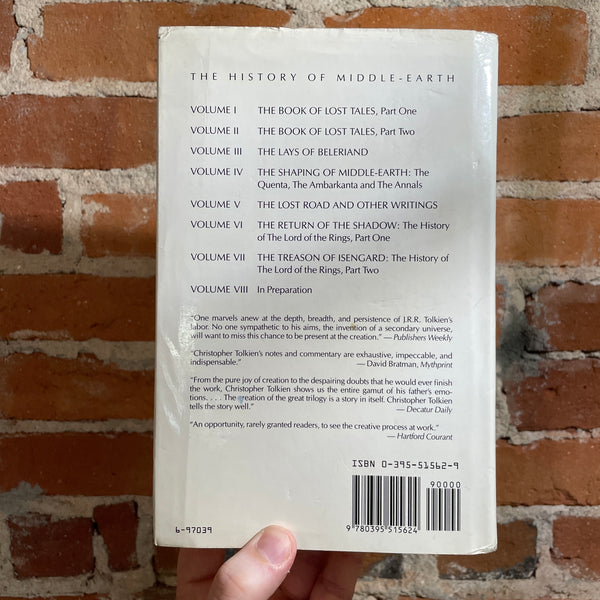 THE HISTORY OF MIDDLE-EARTH
VOLUME I THE BOOK OF LOST TALES, Part One
VOLUME II THE BOOK OF LOST TALES, Part Two
VOLUME III THE LAYS OF BELERIAND
VOLUME IV THE SHAPING OF MIDDLE-EARTH: The
Quenta, The Ambarkanta and The Annals
VOLUME V THE LOST ROAD AND OTHER WRITINGS
VOLUME VI THE RETURN OF THE SHADOW: The History
of The Lord of the Rings, Part One
VOLUME VII THE TREASON OF ISENGARD: The History of
The Lord of the Rings, Part Two
VOLUME VIII In Preparation
"One marvels anew at the depth, breadth, and persistence of J.R.R. Tolkien's
labor. No one sympathetic to his aims, the invention of a secondary universe,
will want to miss this chance to be present at the creation." — Publishers Weekly
"Christopher Tolkien's notes and commentary are exhaustive, impeccable, and
indispensable." — David Bratman, Mythprint
"From the pure joy of creation to the despairing doubts that he would ever finish
the work, Christopher Tolkien shows us the entire gamut of his father's emo-
tions. . . . The creation of the great trilogy is a story in itself. Christopher Tolkien
tells the story well." — Decatur Daily
"An opportunity, rarely granted readers, to see the creative process at work."
— Hartford Courant
ISBN 0-395-51562-9
90000
9 780395 515624
6-97039